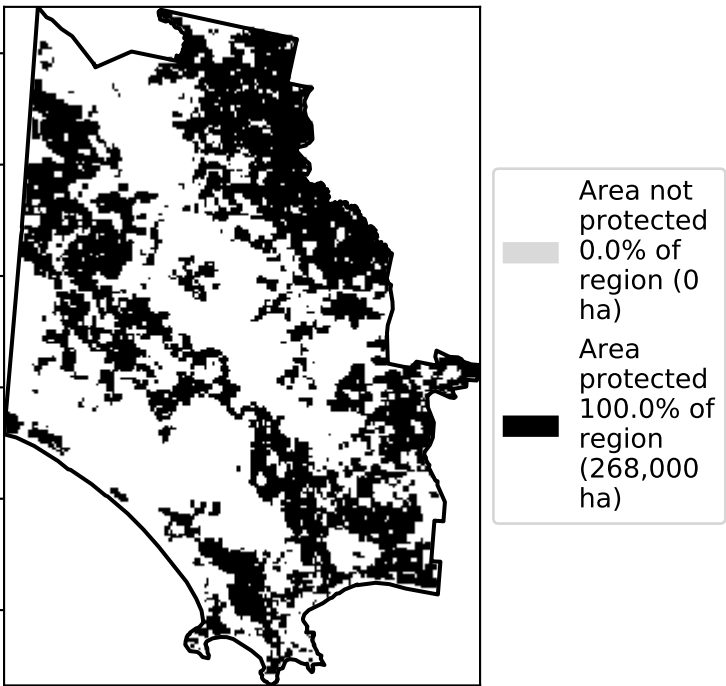 Area not
protected
0.0% of
region (0
ha)
Area
protected
100.0% of
region
(268,000
ha)